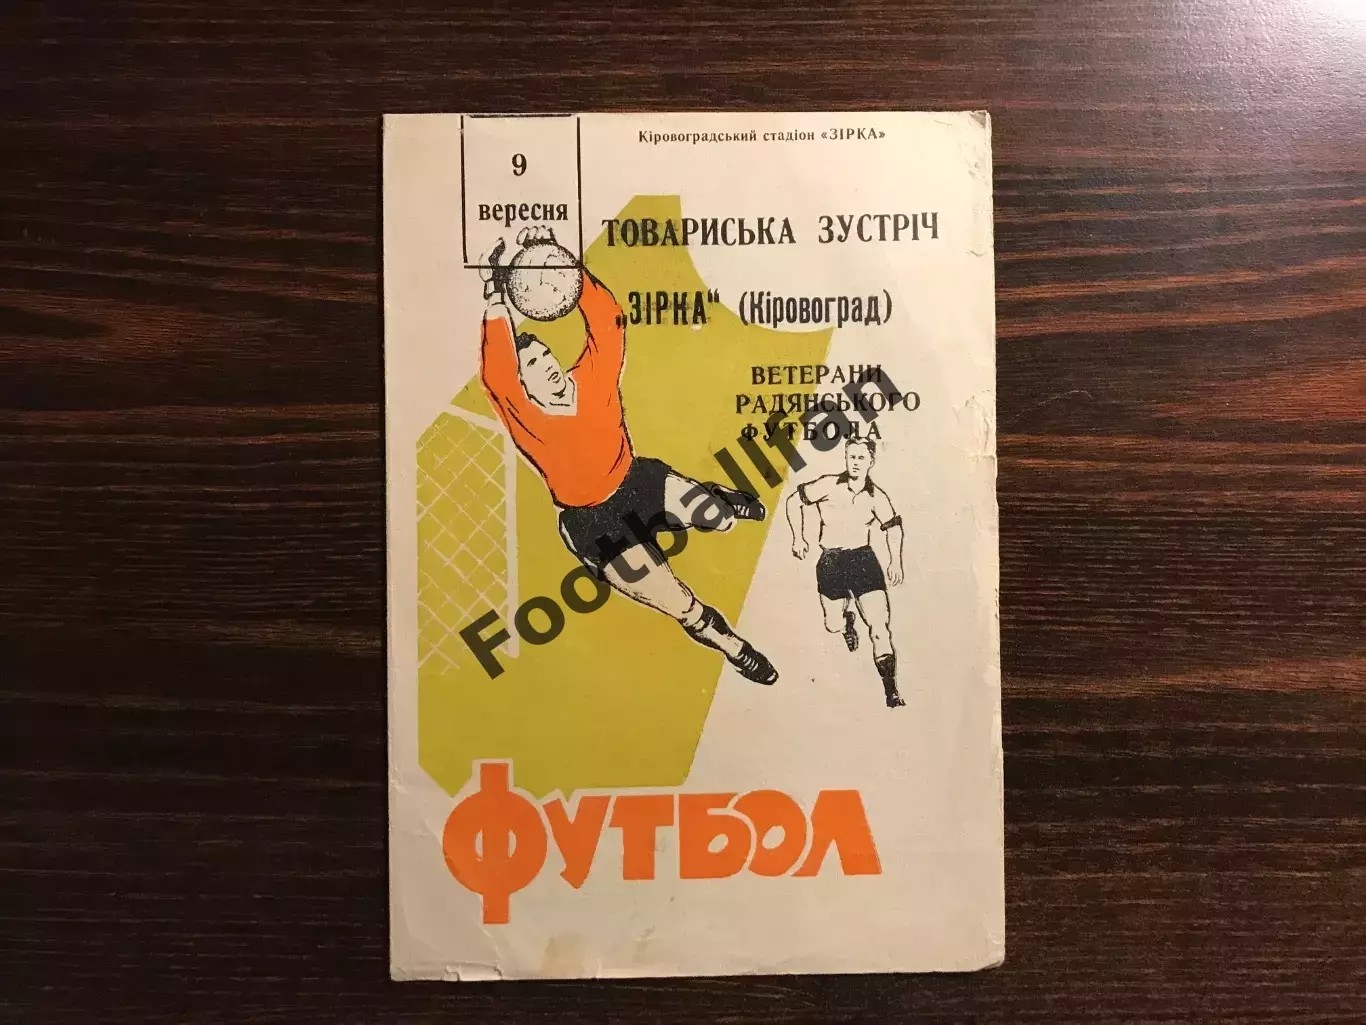 Кіровоградський стадіон «ЗІРКА»
9
вересня
ТОВАРИСЬКА ЗУСТРІЧ
„ЗІРКА" (Кіровоград)
ВЕТЕРАНИ
РАДЯНСЬКОГО
ФУТБОЛА
Footballfan
ФУТБОЛ